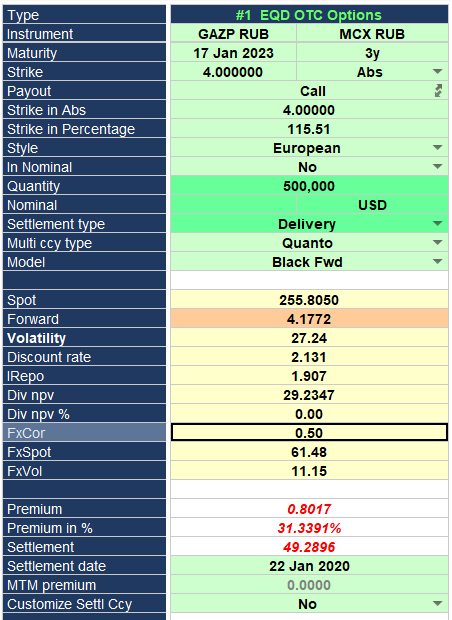 Type #1 EQD OTC Options
Instrument GAZP RUB MCX RUB
Maturity 17 Jan 2023 3y
Strike 4.000000 Abs
Payout Call
Strike in Abs 4.00000
Strike in Percentage 115.51
Style European
In Nominal No
Quantity 500,000
Nominal USD
Settlement type Delivery
Multi ccy type Quanto
Model Black Fwd
Spot 255.8050
Forward 4.1772
Volatility 27.24
Discount rate 2.131
IRepo 1.907
Div npv 29.2347
Div npv % 0.00
FxCor 0.50
FxSpot 61.48
FxVol 11.15
Premium 0.8017
Premium in % 31.3391%
Settlement 49.2896
Settlement date 22 Jan 2020
MTM premium 0.0000
Customize Settl Ccy No